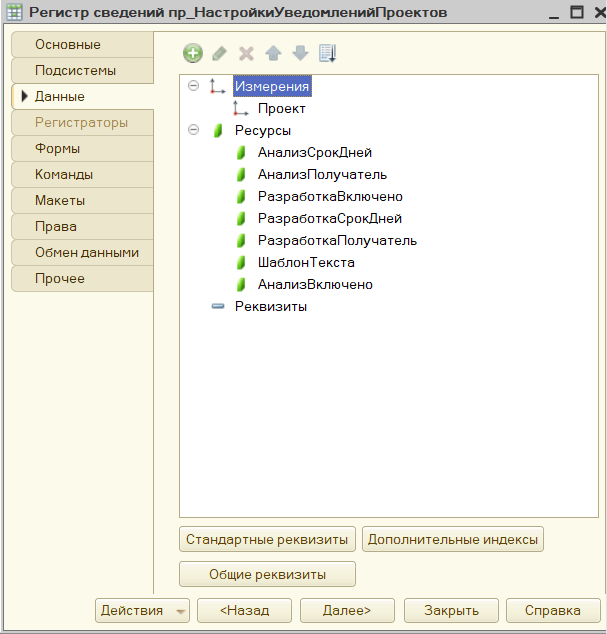 Регистр сведений пр_НастройкиУведомленийПроектов
Основные
Подсистемы
Данные
Регистраторы
Формы
Команды
Макеты
Права
Обмен данными
Прочее
Измерения
Проект
Ресурсы
АнализСрокДней
АнализПолучатель
РазработкаВключено
РазработкаСрокДней
РазработкаПолучатель
ШаблонТекста
АнализВключено
Реквизиты
Стандартные реквизиты
Дополнительные индексы
Общие реквизиты
Действия
<Назад
Далее>
Закрыть
Справка